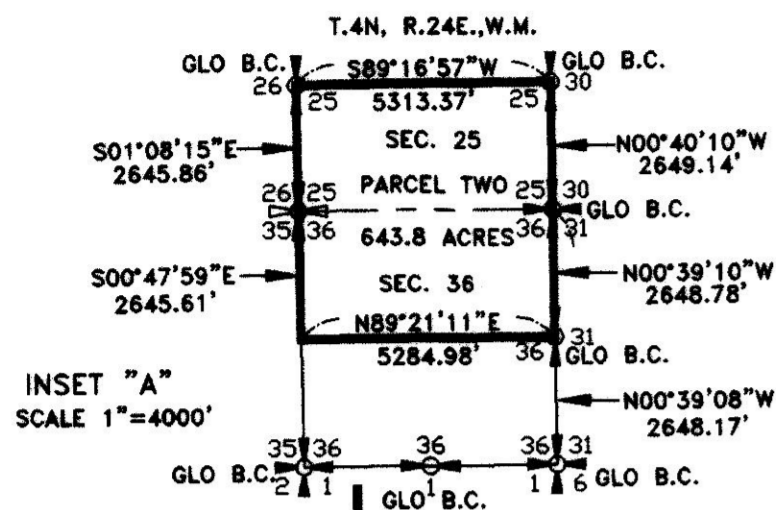 T.4N, R.24E.,W.M.
GLO B.C.
S89°16'57"W
GLO B.C.
26
30
25
5313.37'
25
SEC. 25
S01°08'15"E
2645.86'
N00°40'10"W
2649.14'
PARCEL TWO
26 25
25 30
GLO B.C.
35 36
643.8 ACRES
36 31
S00°47'59"E
2645.61'
SEC. 36
N00°39'10"W
2648.78'
N89°21'11"E
31
5284.98'
36
GLO B.C.
INSET "A"
SCALE 1"=4000'
N00°39'08"W
2648.17'
35 36
36
36 31
GLO B.C.
2 1
1
1 6
GLO B.C.
GLO B.C.